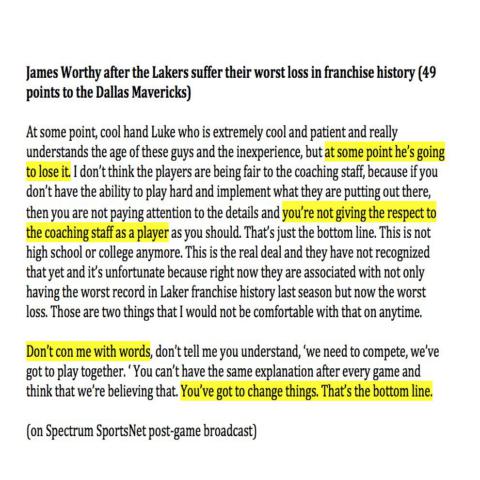 James Worthy after the Lakers suffer their worst loss in franchise history (49
points to the Dallas Mavericks)
At some point, cool hand Luke who is extremely cool and patient and really
understands the age of these guys and the inexperience, but at some point he's going
to lose it. I don't think the players are being fair to the coaching staff, because if you
don't have the ability to play hard and implement what they are putting out there,
then you are not paying attention to the details and you're not giving the respect to
the coaching staff as a player as you should. That's just the bottom line. This is not
high school or college anymore. This is the real deal and they have not recognized
that yet and it's unfortunate because right now they are associated with not only
having the worst record in Laker franchise history last season but now the worst
loss. Those are two things that I would not be comfortable with that on anytime.
Don't con me with words, don't tell me you understand, 'we need to compete, we've
got to play together. ' You can't have the same explanation after every game and
think that we're believing that. You've got to change things. That's the bottom line.
(on Spectrum SportsNet post-game broadcast)